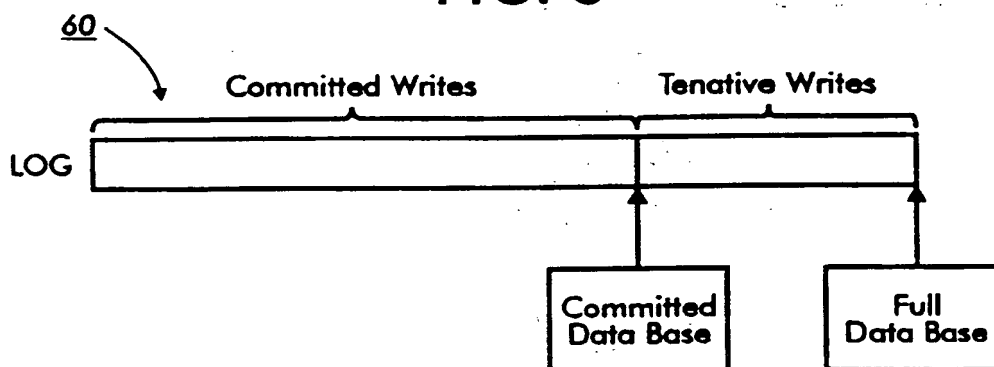 60
Committed Writes
Tenative Writes
LOG
Committed
Data Base
Full
Data Base